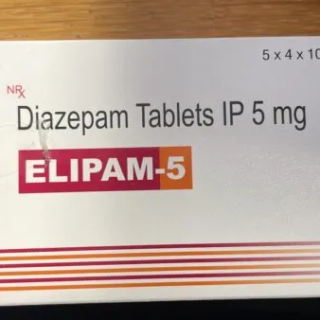 5 x 4 x 10
NRx
Diazepam Tablets IP 5 mg
ELIPAM-5